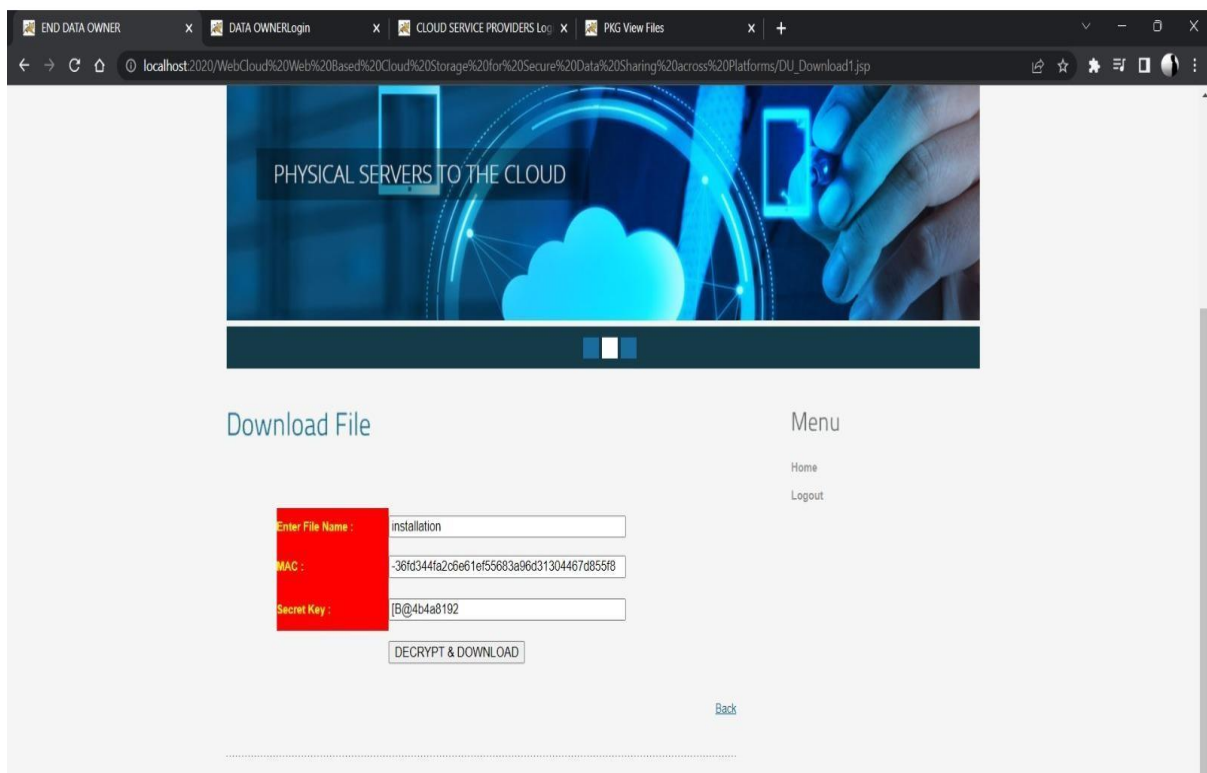 END DATA OWNER
DATA OWNERLogin
CLOUD SERVICE PROVIDERS Log
PKG View Files
localhost:2020/WebCloud%20Web%20Based%20Cloud%20Storage%20for%20Secure%20Data%20Sharing%20across%20Platforms/DU_Download1.jsp
PHYSICAL SERVERS TO THE CLOUD
Download File
Menu
Home
Logout
Enter File Name : installation
MAC : -36fd344fa2c6e61ef55683a96d31304467d855f8
Secret Key : [B@4b4a8192
DECRYPT & DOWNLOAD
Back